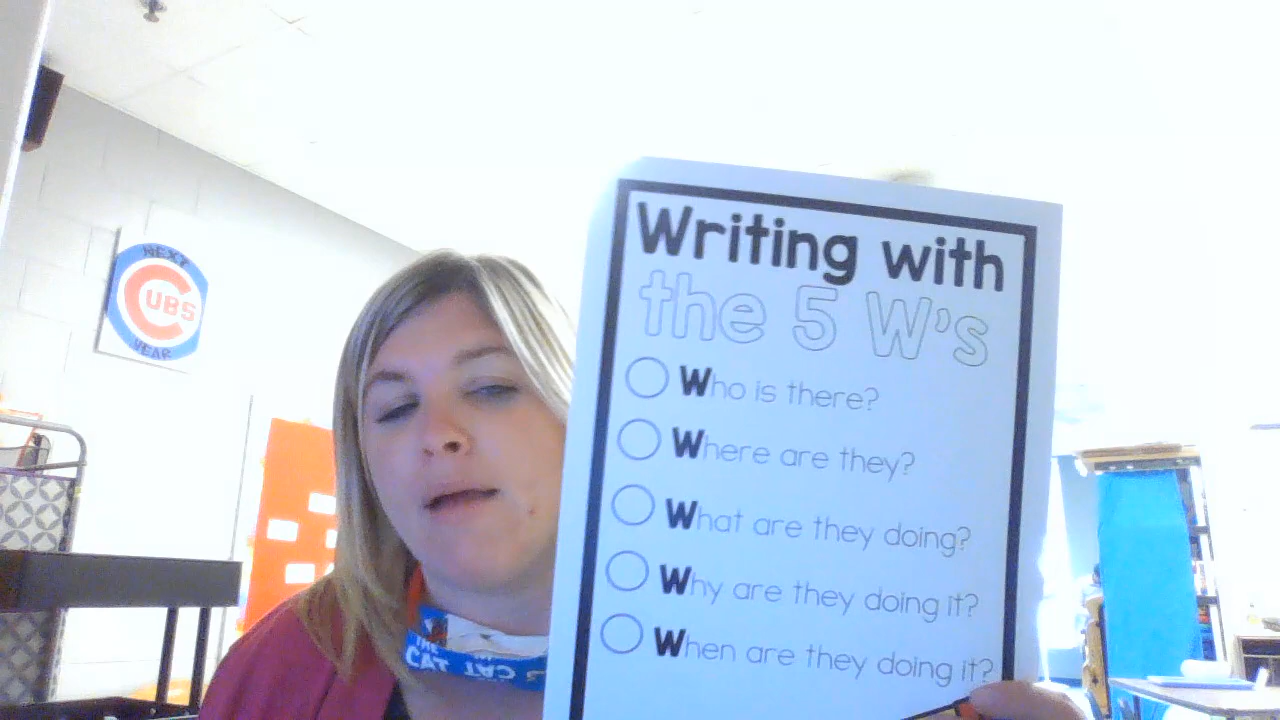 NEXT
CUBS
YEAR
Writing with
the 5 W's
Who is there?
Where are they?
What are they doing?
Why are they doing it?
When are they doing it?
THE
CAT